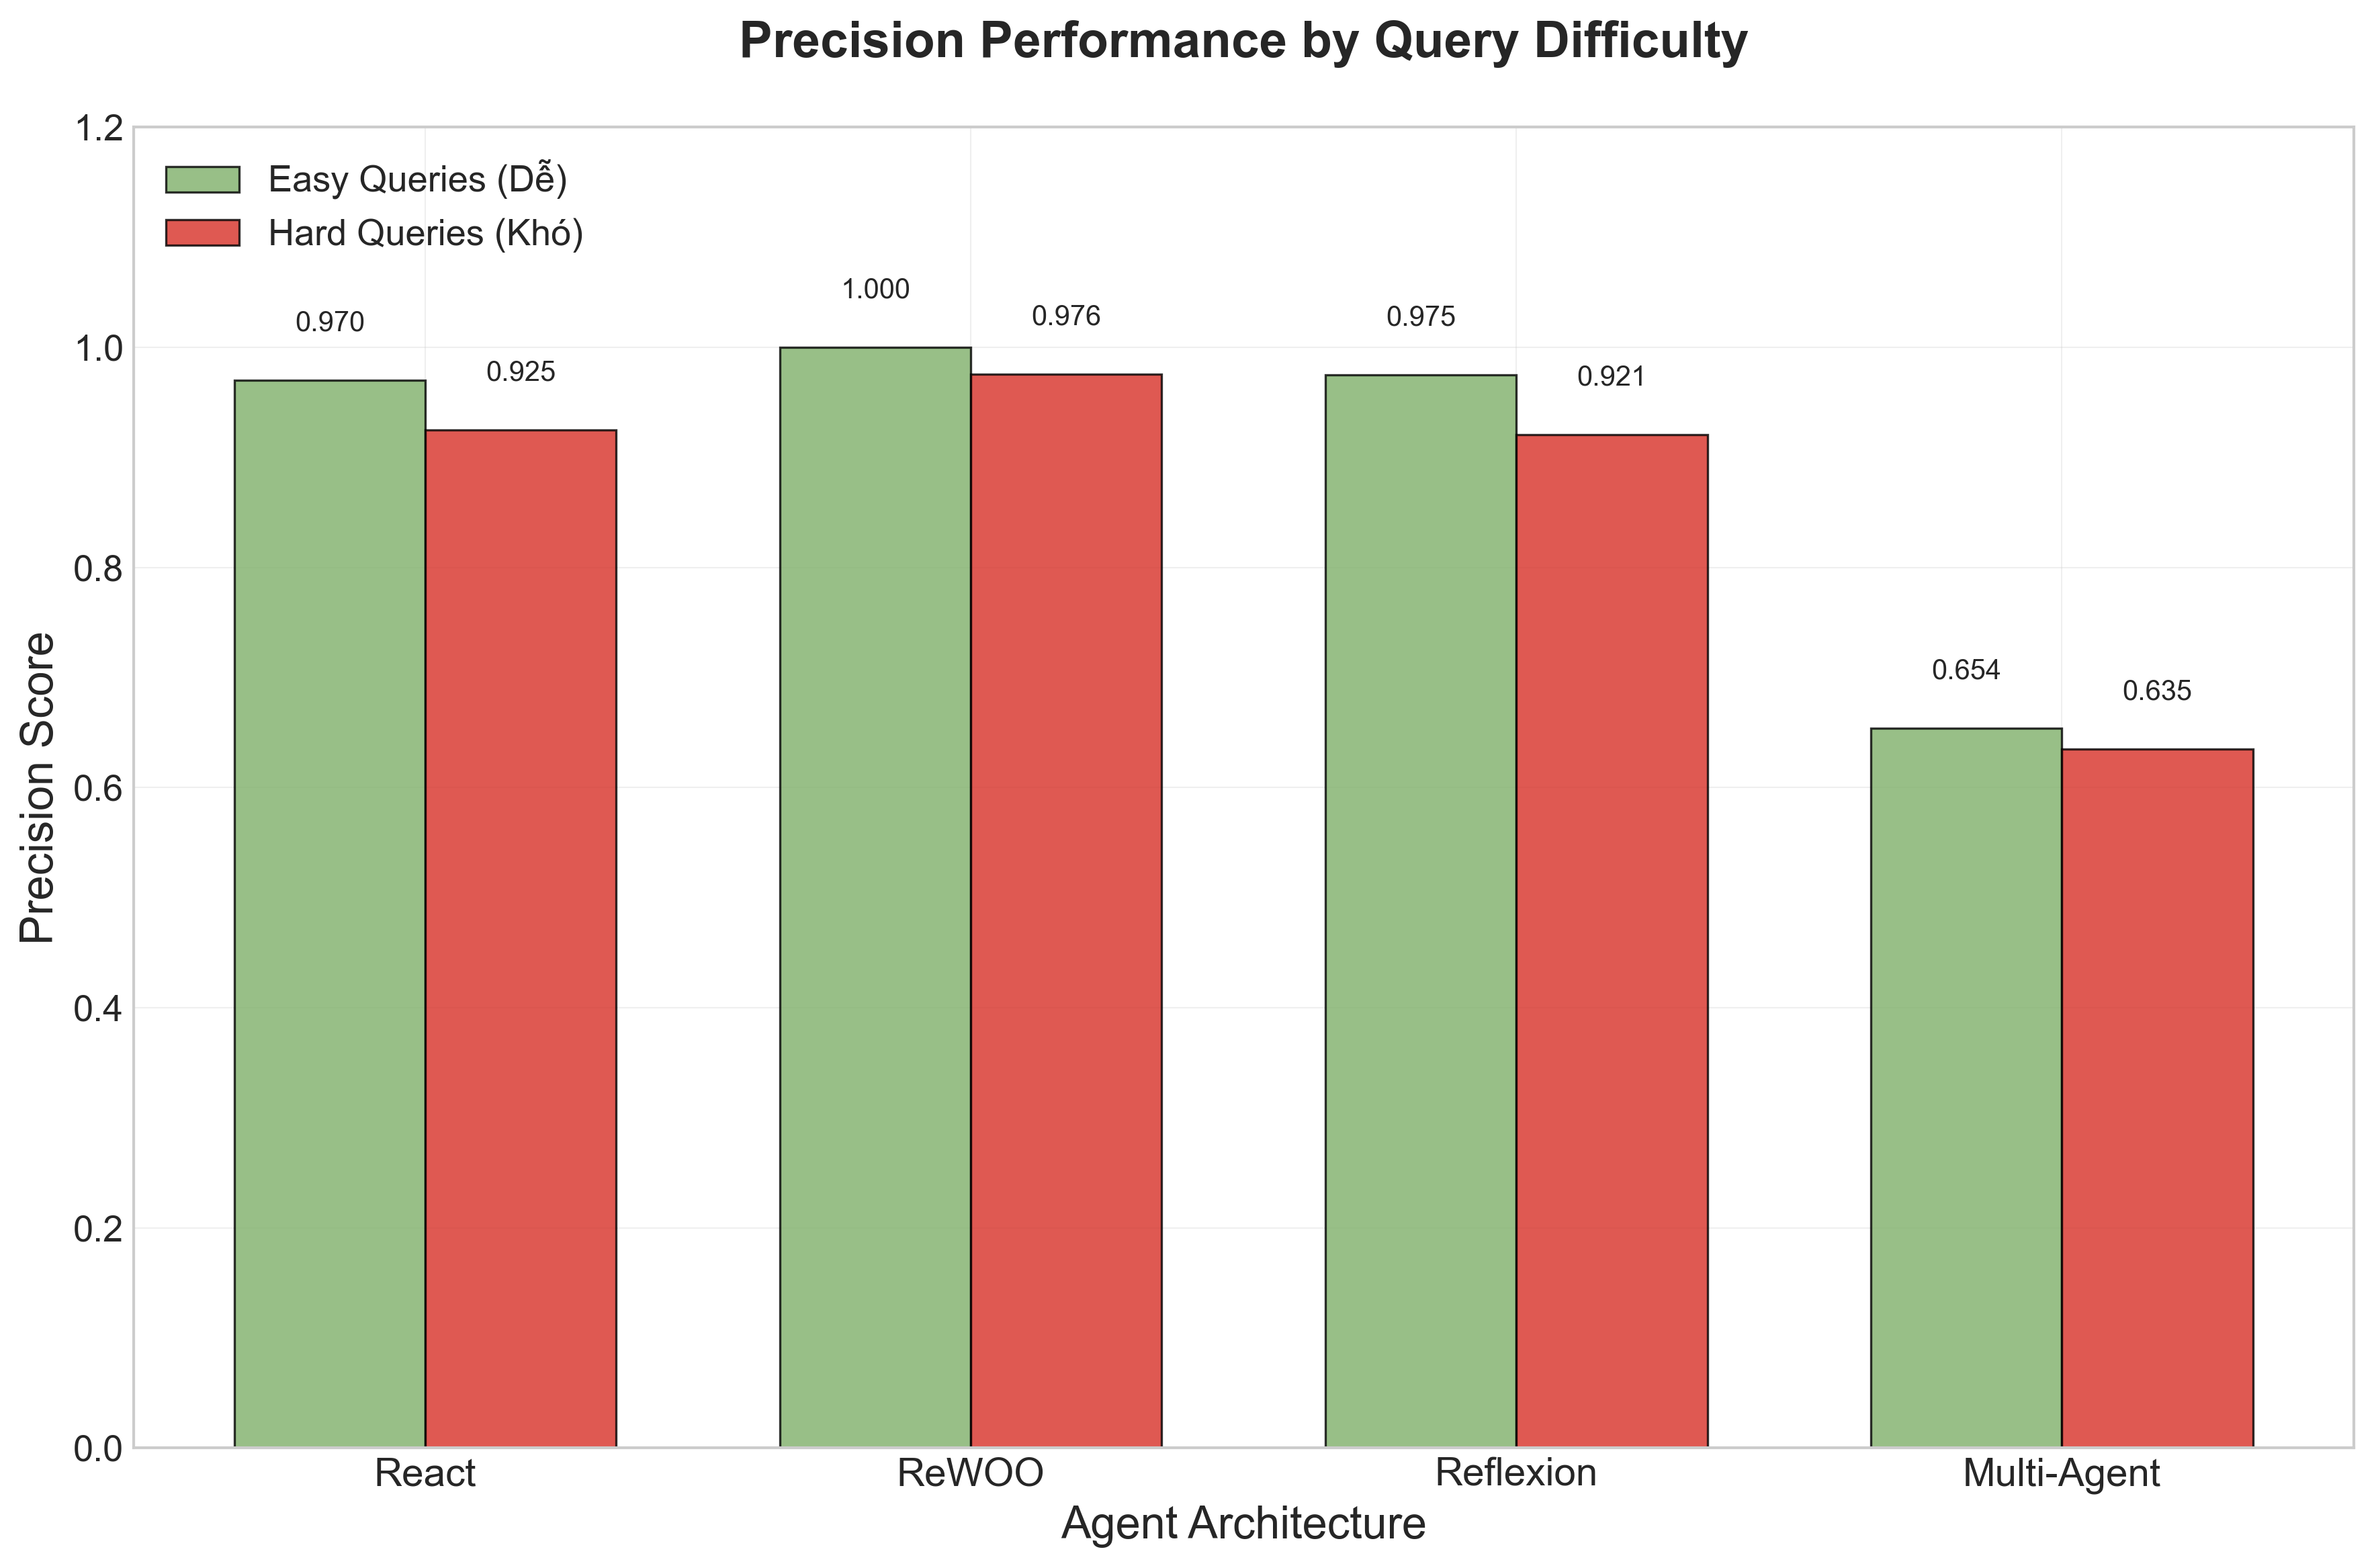 Precision Performance by Query Difficulty
Easy Queries (Dễ)
Hard Queries (Khó)
1.2
1.0
0.8
0.6
0.4
0.2
0.0
Precision Score
0.970
0.925
1.000
0.976
0.975
0.921
0.654
0.635
React
ReWOO
Reflexion
Multi-Agent
Agent Architecture